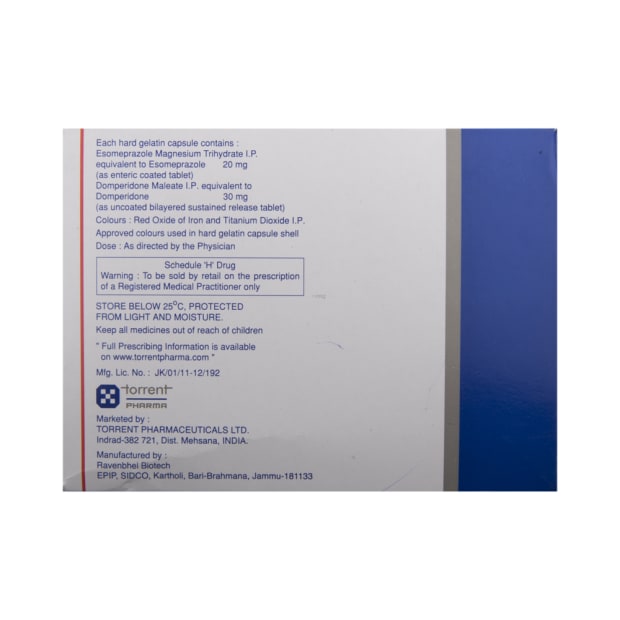 Each hard gelatin capsule contains :
Esomeprazole Magnesium Trihydrate I.P.
equivalent to Esomeprazole 20 mg
(as enteric coated tablet)
Domperidone Maleate I.P. equivalent to
Domperidone 30 mg
(as uncoated bilayered sustained release tablet)
Colours : Red Oxide of Iron and Titanium Dioxide I.P.
Approved colours used in hard gelatin capsule shell
Dose : As directed by the Physician
Schedule 'H' Drug
Warning : To be sold by retail on the prescription
of a Registered Medical Practitioner only
STORE BELOW 25°C, PROTECTED
FROM LIGHT AND MOISTURE.
Keep all medicines out of reach of children
" Full Prescribing Information is available
on www.torrentpharma.com "
Mfg. Lic. No. : JK/01/11-12/192
torrent
PHARMA
Marketed by :
TORRENT PHARMACEUTICALS LTD.
Indrad-382 721, Dist. Mehsana, INDIA.
Manufactured by :
Ravenbhel Biotech
EPIP, SIDCO, Kartholi, Bari-Brahmana, Jammu-181133